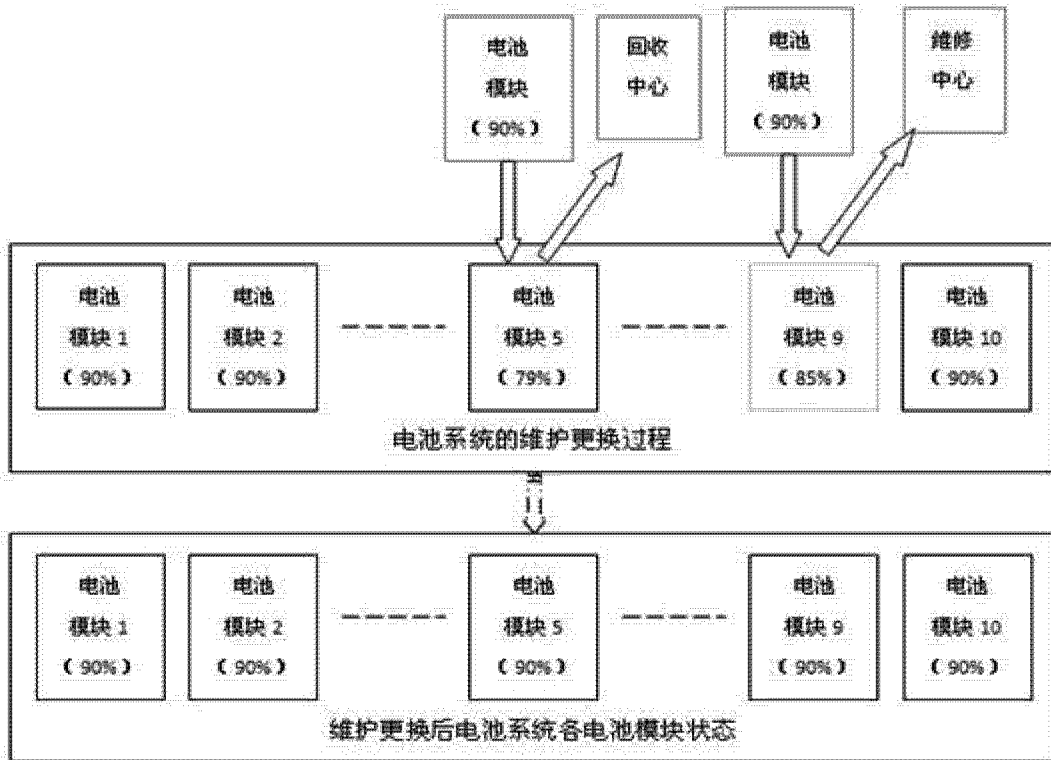 电池
模块
（90%）
回收
中心
电池
模块
（90%）
维修
中心
电池
模块 1
（90%）
电池
模块 2
（90%）
电池
模块 5
（79%）
电池
模块 9
（85%）
电池
模块 10
（90%）
电池系统的维护更换过程
电池
模块 1
（90%）
电池
模块 2
（90%）
电池
模块 5
（90%）
电池
模块 9
（90%）
电池
模块 10
（90%）
维护更换后电池系统各电池模块状态